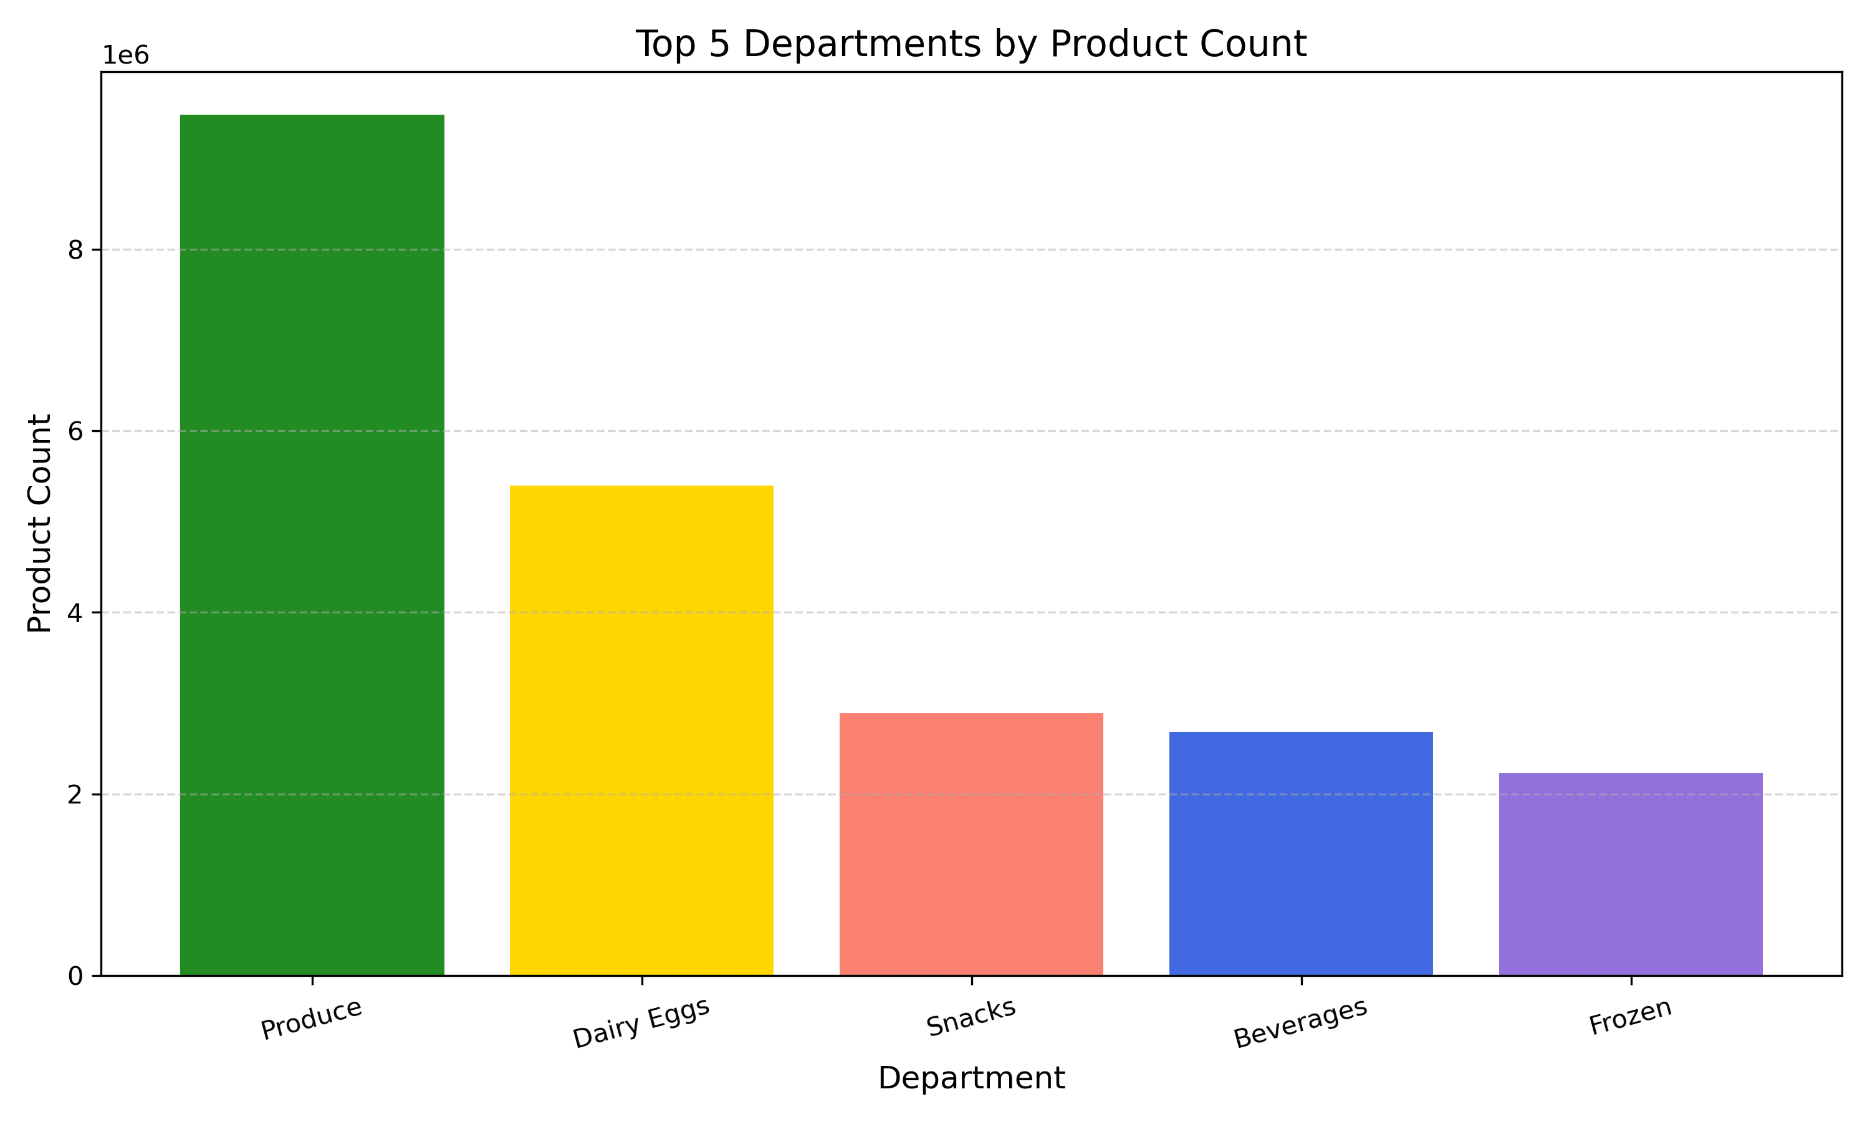 Top 5 Departments by Product Count
1e6
8
6
4
2
0
Product Count
Produce
Dairy Eggs
Snacks
Beverages
Frozen
Department